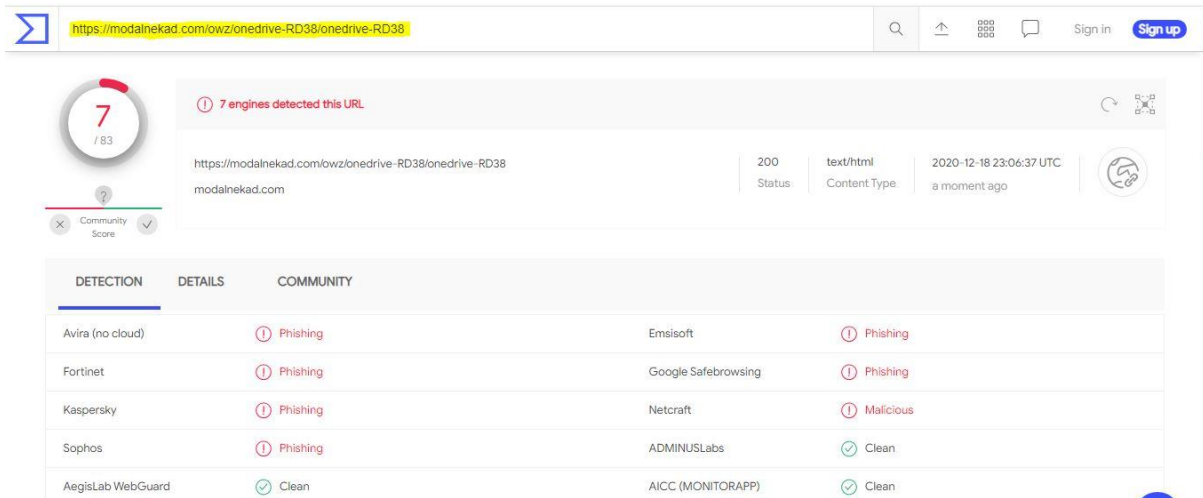 https://modalnekad.com/owz/onedrive-RD38/onedrive-RD38
Sign in
Sign up
7
/ 83
? 
Community
Score
7 engines detected this URL
https://modalnekad.com/owz/onedrive-RD38/onedrive-RD38
modalnekad.com
200
Status
text/html
Content Type
2020-12-18 23:06:37 UTC
a moment ago
DETECTION DETAILS COMMUNITY
Avira (no cloud) Phishing Emsisoft Phishing
Fortinet Phishing Google Safebrowsing Phishing
Kaspersky Phishing Netcraft Malicious
Sophos Phishing ADMINUSLabs Clean
AegisLab WebGuard Clean AICC (MONITORAPP) Clean